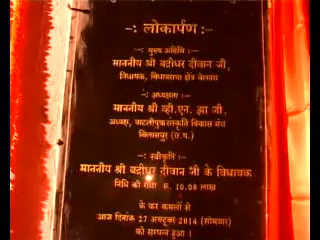 -: लोकार्पण :-
-: मुख्य अतिथि :-
माननीय श्री बद्रीधर दीवान जी,
विधायक, विधानसभा क्षेत्र बेलतरा
-: अध्यक्षता :-
माननीय श्री व्ही.एन. झा जी,
अध्यक्ष, पाटलीपुत्र संस्कृति विकास मंच
बिलासपुर (छ.ग.)
-: स्वीकृति :-
माननीय श्री बद्रीधर दीवान जी के विधायक
निधि की राशि रू. 10.00 लाख
के कर कमलों से
आज दिनांक 27 अक्टूबर 2014 (सोमवार)
को सम्पन्न हुआ ।